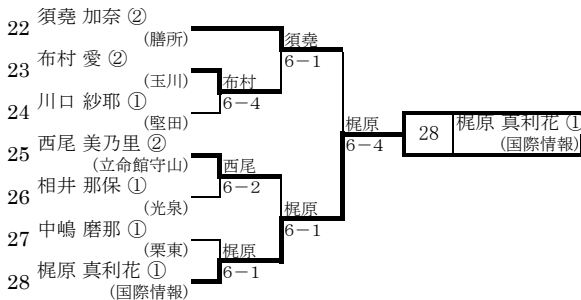 22 須堯 加奈 ②
(膳所)
23 布村 愛 ②
(玉川)
24 川口 紗耶 ①
(堅田)
25 西尾 美乃里 ②
(立命館守山)
26 相井 那保 ①
(光泉)
27 中嶋 磨那 ①
(栗東)
28 梶原 真利花 ①
(国際情報)
布村
6-4
西尾
6-2
梶原
6-1
須堯
6-1
梶原
6-1
梶原
6-4
28 梶原 真利花 ①
(国際情報)